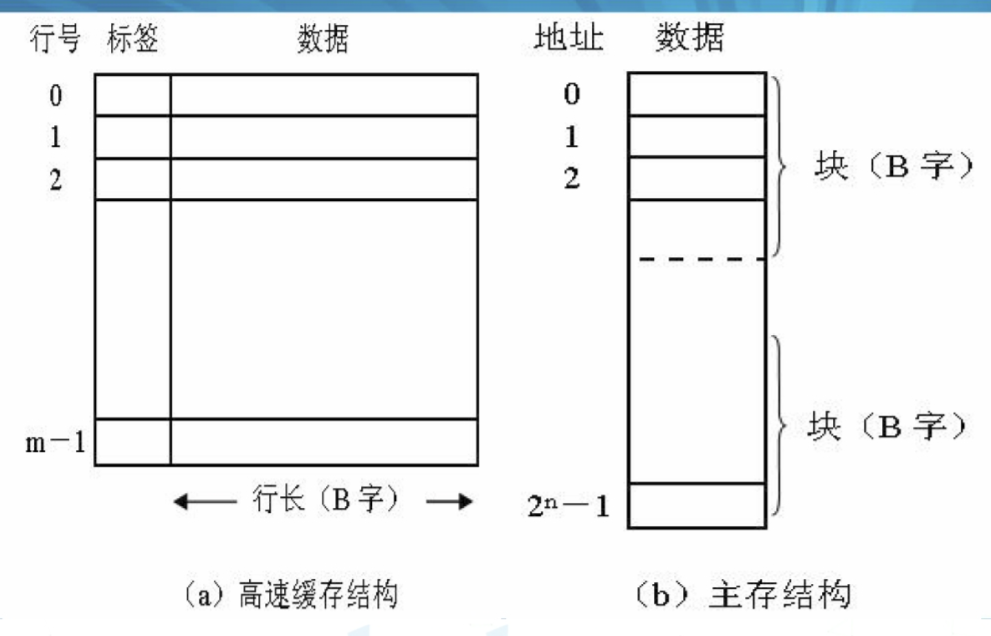 行号 标签 数据 地址 数据
0 0
1 1
2 2
块（B 字）
m－1
块（B 字）
行长（B 字）
2ⁿ－1
（a）高速缓存结构 （b）主存结构